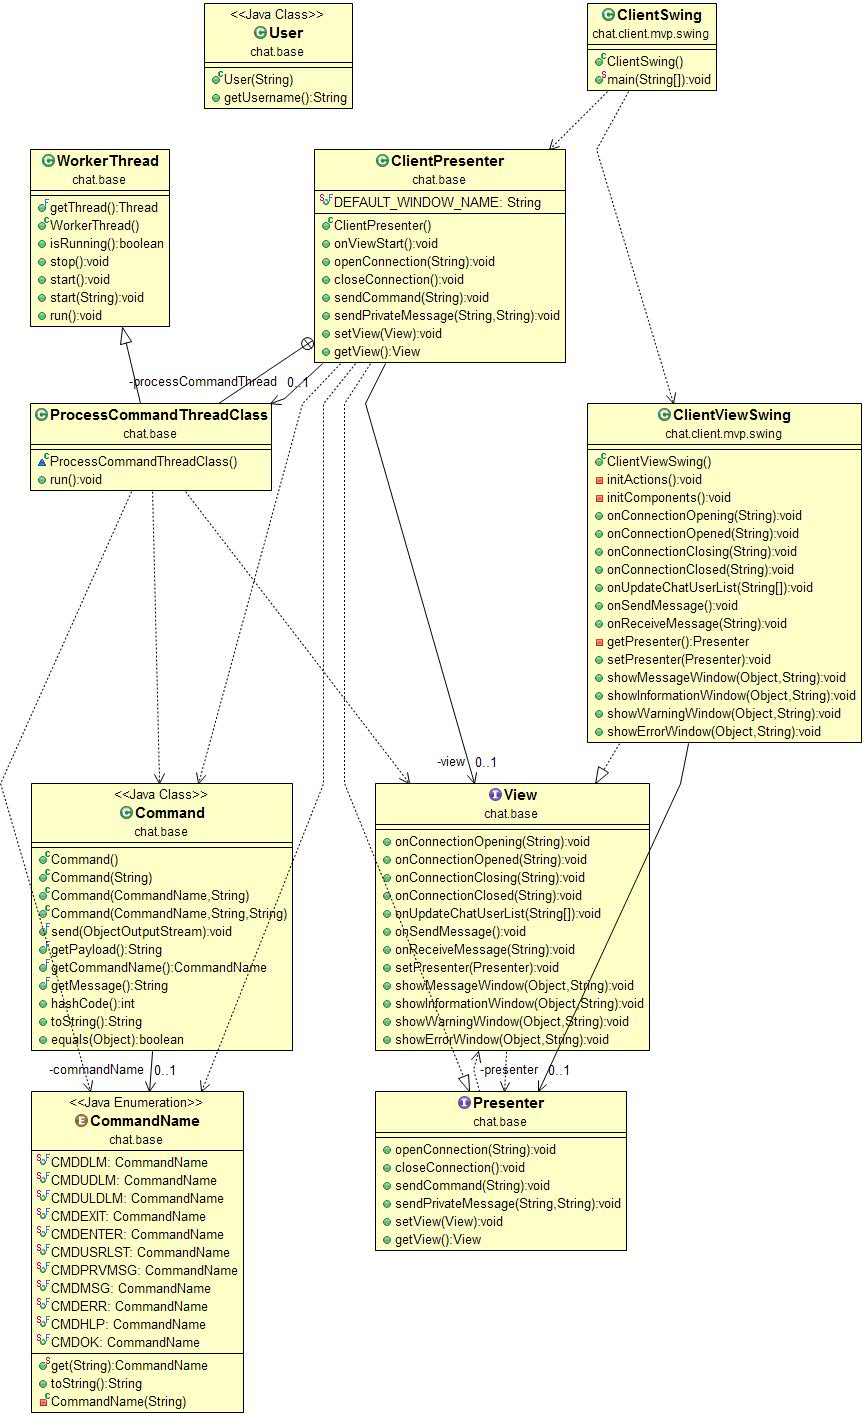 <<Java Class>>
User
chat.base
User(String)
getUsername():String
ClientSwing
chat.client.mvp.swing
ClientSwing()
main(String[]):void
WorkerThread
chat.base
getThread():Thread
WorkerThread()
isRunning():boolean
stop():void
start():void
start(String):void
run():void
ClientPresenter
chat.base
DEFAULT_WINDOW_NAME: String
ClientPresenter()
onViewStart():void
openConnection(String):void
closeConnection():void
sendCommand(String):void
sendPrivateMessage(String,String):void
setView(View):void
getView():View
-processCommandThread 0..1
ProcessCommandThreadClass
chat.base
ProcessCommandThreadClass()
run():void
ClientViewSwing
chat.client.mvp.swing
ClientViewSwing()
initActions():void
initComponents():void
onConnectionOpening(String):void
onConnectionOpened(String):void
onConnectionClosing(String):void
onConnectionClosed(String):void
onUpdateChatUserList(String[]):void
onSendMessage():void
onReceiveMessage(String):void
getPresenter():Presenter
setPresenter(Presenter):void
showMessageWindow(Object,String):void
showInformationWindow(Object,String):void
showWarningWindow(Object,String):void
showErrorWindow(Object,String):void
-view 0..1
<<Java Class>>
Command
chat.base
Command()
Command(String)
Command(CommandName,String)
Command(CommandName,String,String)
send(ObjectOutputStream):void
getPayload():String
getCommandName():CommandName
getMessage():String
hashCode():int
toString():String
equals(Object):boolean
View
chat.base
onConnectionOpening(String):void
onConnectionOpened(String):void
onConnectionClosing(String):void
onConnectionClosed(String):void
onUpdateChatUserList(String[]):void
onSendMessage():void
onReceiveMessage(String):void
setPresenter(Presenter):void
showMessageWindow(Object,String):void
showInformationWindow(Object,String):void
showWarningWindow(Object,String):void
showErrorWindow(Object,String):void
-commandName 0..1
-presenter 0..1
<<Java Enumeration>>
CommandName
chat.base
CMDDLM: CommandName
CMDUDLM: CommandName
CMDULDLM: CommandName
CMDEXIT: CommandName
CMDENTER: CommandName
CMDUSRLST: CommandName
CMDPRVMSG: CommandName
CMDMSG: CommandName
CMDERR: CommandName
CMDHLP: CommandName
CMDOK: CommandName
get(String):CommandName
toString():String
CommandName(String)
Presenter
chat.base
openConnection(String):void
closeConnection():void
sendCommand(String):void
sendPrivateMessage(String,String):void
setView(View):void
getView():View